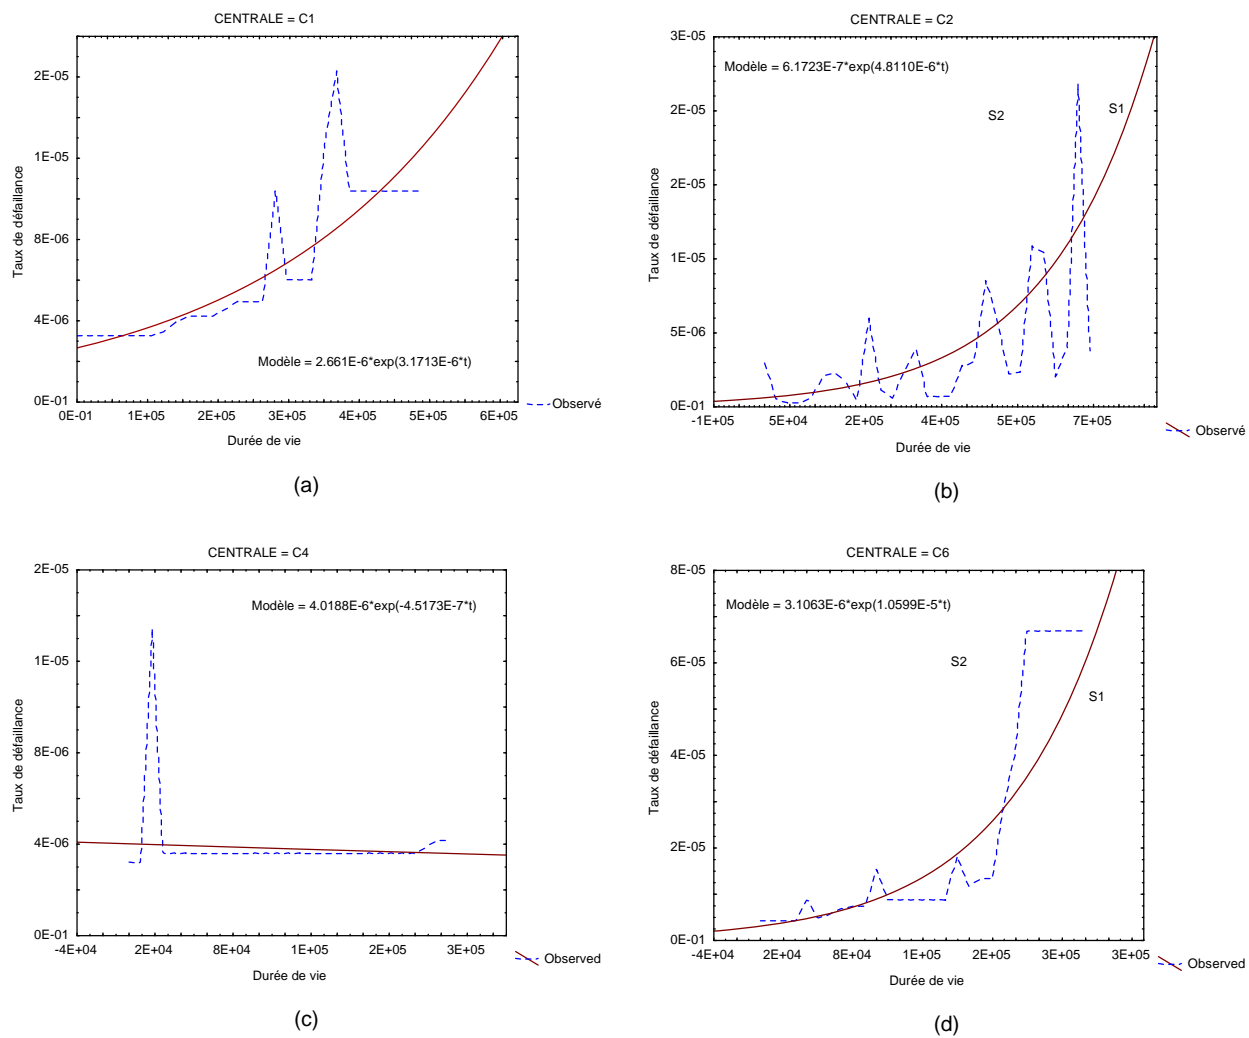 CENTRALE = C1
2E-05
1E-05
8E-06
4E-06
0E-01
Taux de défaillance
Modèle = 2.661E-6*exp(3.1713E-6*t)
0E-01 1E+05 2E+05 3E+05 4E+05 5E+05 6E+05
Durée de vie
Observé
(a)
CENTRALE = C2
3E-05
2E-05
2E-05
1E-05
5E-06
0E-01
Taux de défaillance
Modèle = 6.1723E-7*exp(4.8110E-6*t)
S2
S1
-1E+05 5E+04 2E+05 4E+05 5E+05 7E+05
Durée de vie
Observé
(b)
CENTRALE = C4
2E-05
1E-05
8E-06
4E-06
0E-01
Taux de défaillance
Modèle = 4.0188E-6*exp(-4.5173E-7*t)
-4E+04 2E+04 8E+04 1E+05 2E+05 3E+05
Durée de vie
Observed
(c)
CENTRALE = C6
8E-05
6E-05
4E-05
2E-05
0E-01
Taux de défaillance
Modèle = 3.1063E-6*exp(1.0599E-5*t)
S2
S1
-4E+04 2E+04 8E+04 1E+05 2E+05 3E+05 3E+05
Durée de vie
Observed
(d)